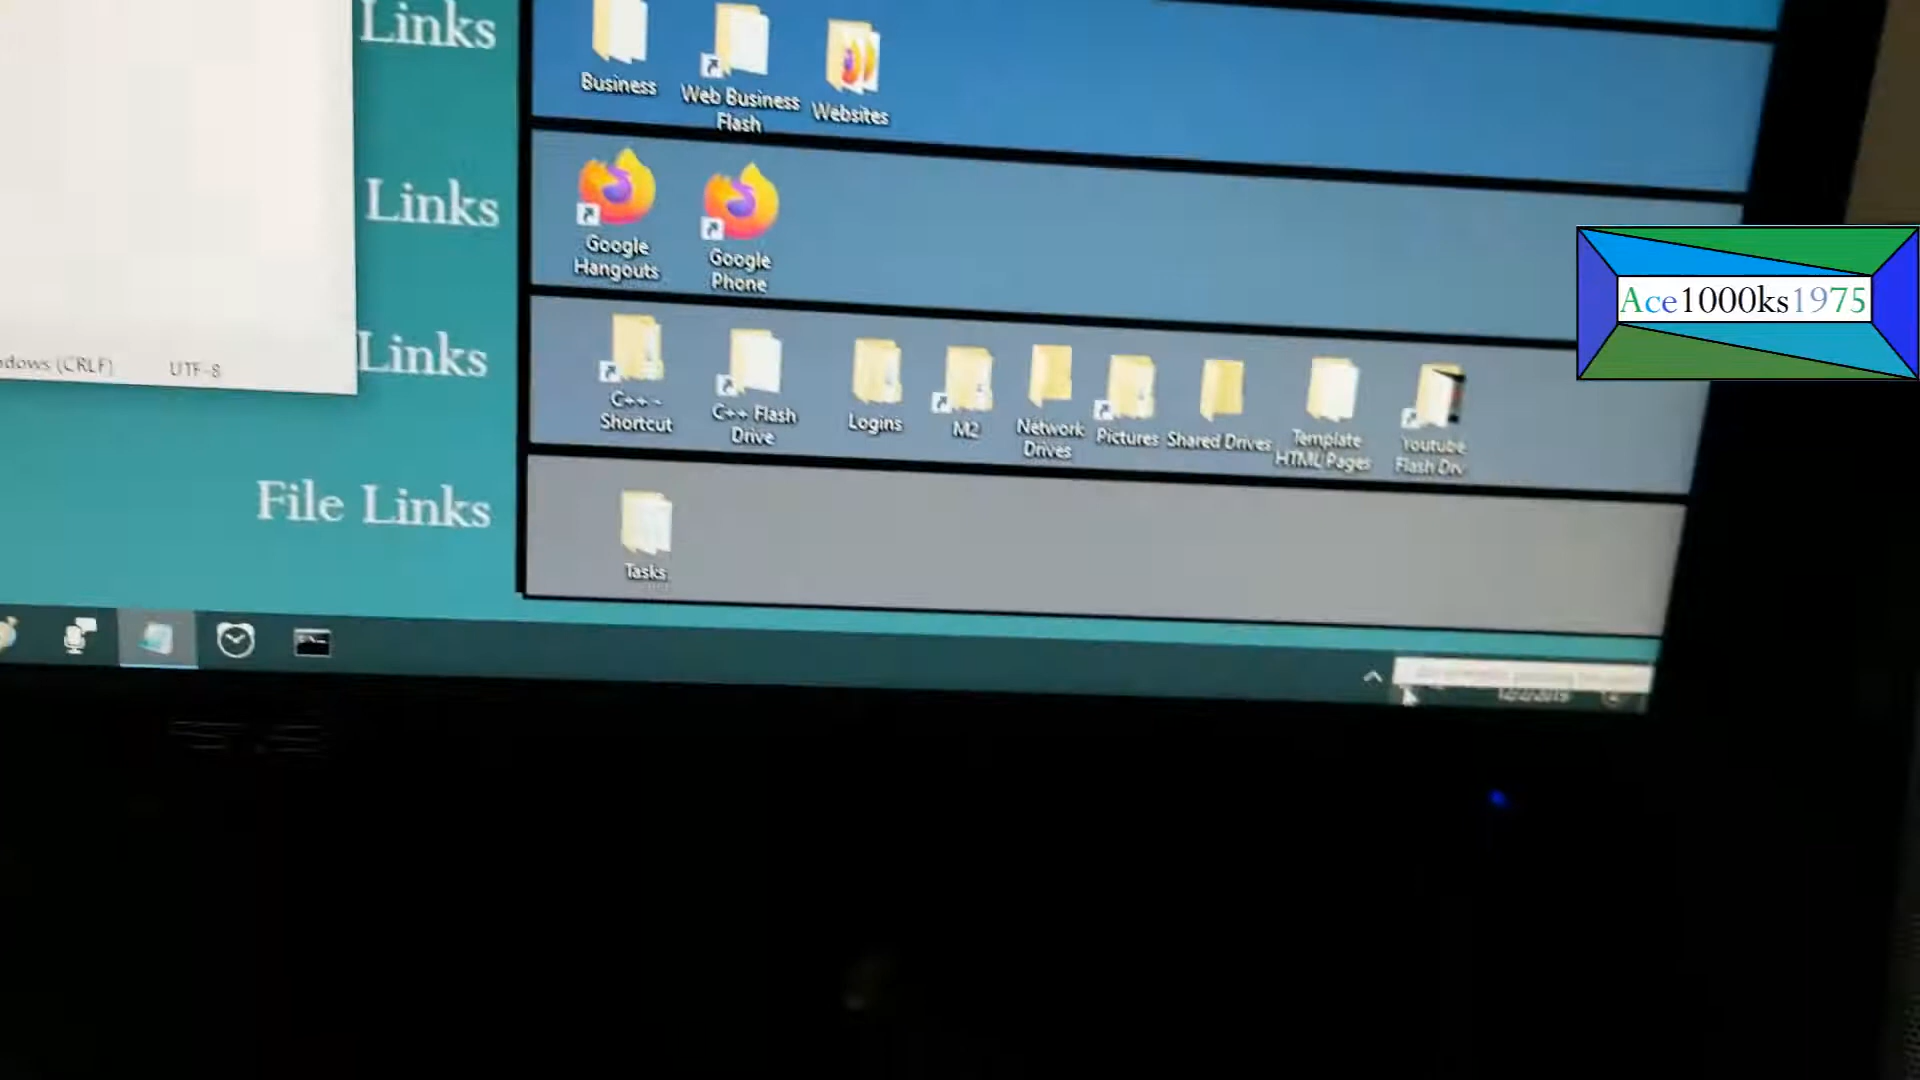 Links
Business
Web Business
Flash
Websites
Links
Google
Hangouts
Google
Phone
Ace1000ks1975
Links
(CRLF)
UTF-8
C++ -
Shortcut
C++ Flash
Drive
Logins
M2
Network
Drives
Pictures
Shared Drives
Template
HTML Pages
Youtube
Flash Drv
File Links
Tasks